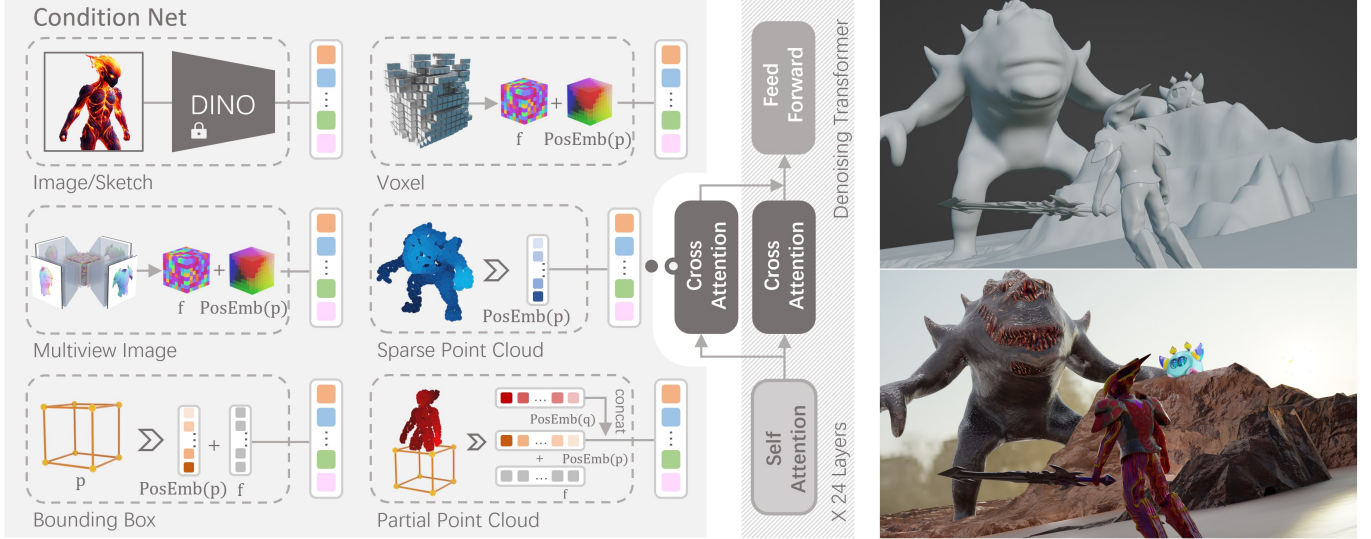 Condition Net
DINO
Image/Sketch
f
+
PosEmb(p)
Voxel
f
+
PosEmb(p)
Multiview Image
PosEmb(p)
Sparse Point Cloud
p
PosEmb(p)
+
f
Bounding Box
PosEmb(q)
concat
+
PosEmb(p)
f
Partial Point Cloud
Cross
Attention
Feed
Forward
Cross
Attention
Self
Attention
Denoising Transformer
X 24 Layers